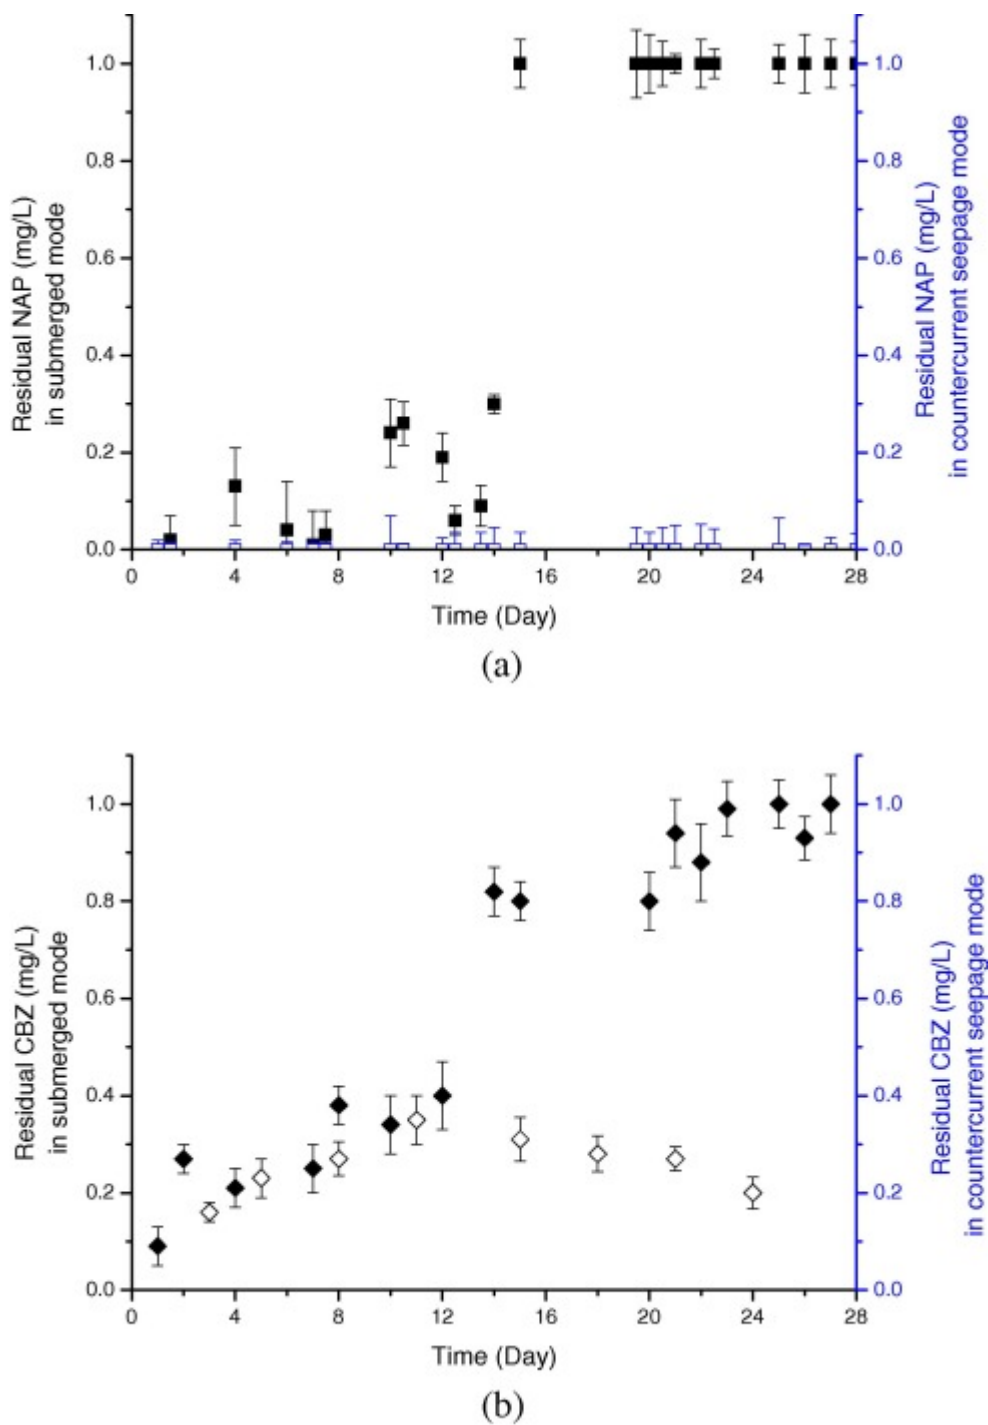 1.0
0.8
0.6
0.4
0.2
0.0
Residual NAP (mg/L)
in submerged mode
1.0
0.8
0.6
0.4
0.2
0.0
Residual NAP (mg/L)
in countercurrent seepage mode
0 4 8 12 16 20 24 28
Time (Day)
(a)
1.0
0.8
0.6
0.4
0.2
0.0
Residual CBZ (mg/L)
in submerged mode
1.0
0.8
0.6
0.4
0.2
0.0
Residual CBZ (mg/L)
in countercurrent seepage mode
0 4 8 12 16 20 24 28
Time (Day)
(b)